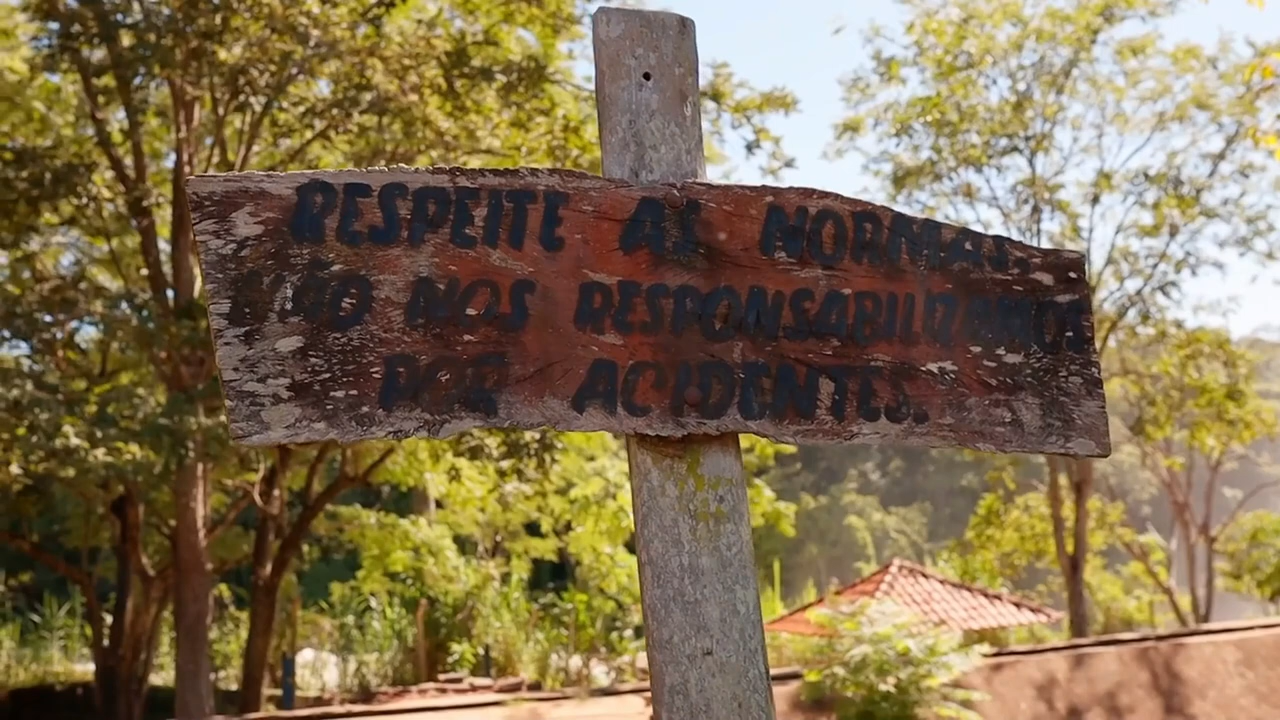 RESPEITE AS NORMAS.
NÃO NOS RESPONSABILIZAMOS
POR ACIDENTES.